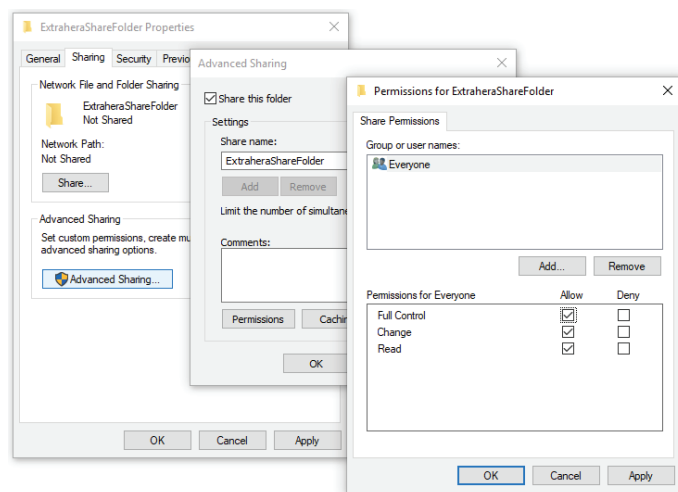 ExtraheraShareFolder Properties
General Sharing Security Previo
Network File and Folder Sharing
ExtraheraShareFolder
Not Shared
Network Path:
Not Shared
Share...
Advanced Sharing
Set custom permissions, create mu
advanced sharing options.
Advanced Sharing...
OK Cancel Apply
Advanced Sharing
Share this folder
Settings
Share name:
ExtraheraShareFolder
Add Remove
Limit the number of simultane
Comments:
Permissions Cachin
OK
Permissions for ExtraheraShareFolder
Share Permissions
Group or user names:
Everyone
Add... Remove
Permissions for Everyone Allow Deny
Full Control
Change
Read
OK Cancel Apply